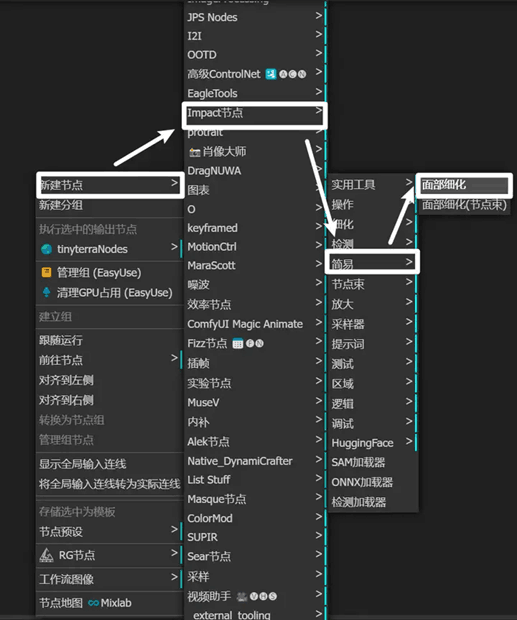 新建节点
新建分组
执行选中的输出节点
tinyterraNodes
管理组 (EasyUse)
清理GPU占用 (EasyUse)
建立组
跟随运行
前往节点
对齐到左侧
对齐到右侧
转换为节点组
管理组节点
显示全局输入连线
将全局输入连线转为实际连线
存储选中为模板
节点预设
RG节点
工作流图像
节点地图 Mixlab
JPS Nodes
I2I
OOTD
高级ControlNet ACN
EagleTools
Impact节点
protrait
肖像大师
DragNUWA
图表
O
keyframed
MotionCtrl
MaraScott
噪波
效率节点
ComfyUI Magic Animate
Fizz节点 FN
插帧
实验节点
MuseV
内补
Alek节点
Native_DynamiCrafter
List Stuff
Masque节点
ColorMod
SUPIR
Sear节点
采样
视频助手 VHS
external_tooling
实用工具
操作
细化
检测
简易
节点束
放大
采样器
提示词
测试
区域
逻辑
调试
HuggingFace
SAM加载器
ONNX加载器
检测加载器
面部细化
面部细化(节点束)